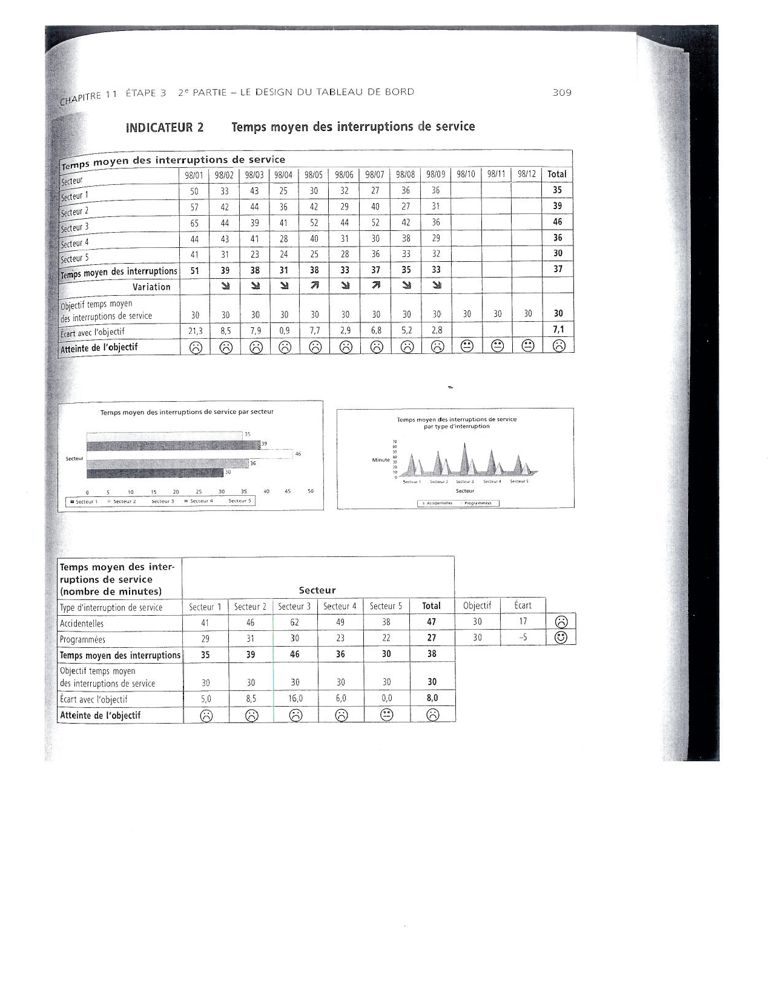 CHAPITRE 11 ÉTAPE 3 2e PARTIE – LE DESIGN DU TABLEAU DE BORD 309
INDICATEUR 2 Temps moyen des interruptions de service
Temps moyen des interruptions de service
Secteur 98/01 98/02 98/03 98/04 98/05 98/06 98/07 98/08 98/09 98/10 98/11 98/12 Total
Secteur 1 50 33 43 25 30 32 27 36 36 35
Secteur 2 57 42 44 36 42 29 40 27 31 39
Secteur 3 65 44 39 41 52 44 52 42 36 46
Secteur 4 44 43 41 28 40 31 30 38 29 36
Secteur 5 41 31 23 24 25 28 36 33 32 30
Temps moyen des interruptions 51 39 38 31 38 33 37 35 33 37
Variation
Objectif temps moyen
des interruptions de service 30 30 30 30 30 30 30 30 30 30 30 30 30
Écart avec l'objectif 21,3 8,5 7,9 0,9 7,7 2,9 6,8 5,2 2,8 7,1
Atteinte de l'objectif
Temps moyen des interruptions de service par secteur
35
39
Secteur 46
36
30
0 5 10 15 20 25 30 35 40 45 50
Secteur 1 Secteur 2 Secteur 3 Secteur 4 Secteur 5
Temps moyen des interruptions de service
par type d'interruption
70
60
50
40
Minute 30
20
10
0
Secteur 1 Secteur 2 Secteur 3 Secteur 4 Secteur 5
Secteur
Accidentelles Programmées
Temps moyen des inter-
ruptions de service
(nombre de minutes) Secteur
Type d'interruption de service Secteur 1 Secteur 2 Secteur 3 Secteur 4 Secteur 5 Total Objectif Écart
Accidentelles 41 46 62 49 38 47 30 17
Programmées 29 31 30 23 22 27 30 –5
Temps moyen des interruptions 35 39 46 36 30 38
Objectif temps moyen
des interruptions de service 30 30 30 30 30 30
Écart avec l'objectif 5,0 8,5 16,0 6,0 0,0 8,0
Atteinte de l'objectif